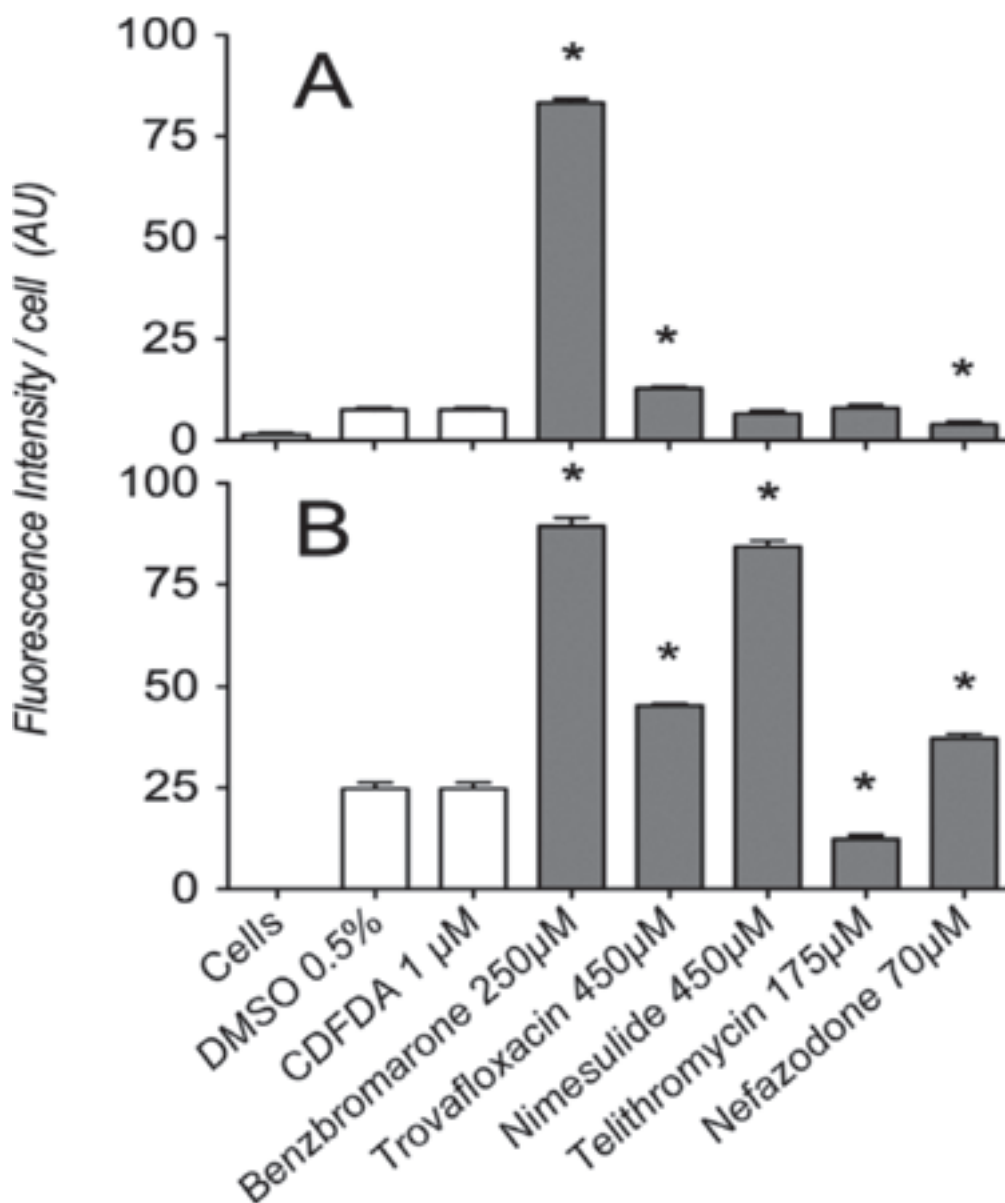 Fluorescence Intensity / cell (AU)
A
100
75
50
25
0
*
*
*
B
100
75
50
25
0
*
*
*
*
*
Cells
DMSO 0.5%
CDFDA 1 µM
Benzbromarone 250µM
Trovafloxacin 450µM
Nimesulide 450µM
Telithromycin 175µM
Nefazodone 70µM